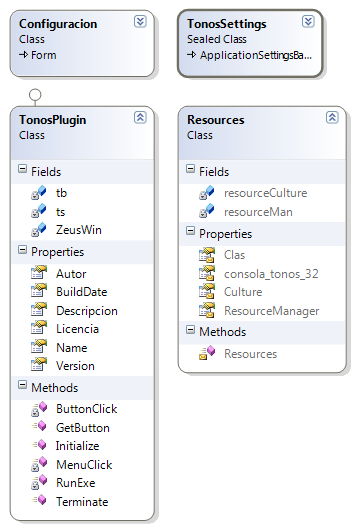 Configuracion
Class
Form
TonosSettings
Sealed Class
ApplicationSettingsBa...
TonosPlugin
Class
Fields
tb
ts
ZeusWin
Properties
Autor
BuildDate
Descripcion
Licencia
Name
Version
Methods
ButtonClick
GetButton
Initialize
MenuClick
RunExe
Terminate
Resources
Class
Fields
resourceCulture
resourceMan
Properties
Clas
consola_tonos_32
Culture
ResourceManager
Methods
Resources